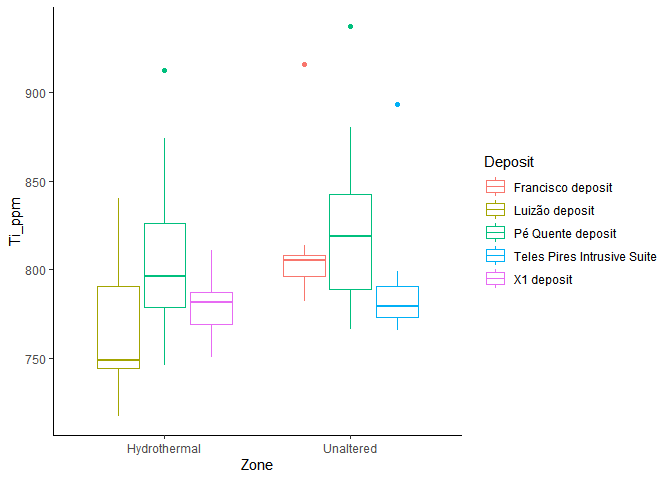 Ti_ppm
900
850
800
750
Hydrothermal
Unaltered
Zone
Deposit
Francisco deposit
Luizão deposit
Pé Quente deposit
Teles Pires Intrusive Suite
X1 deposit